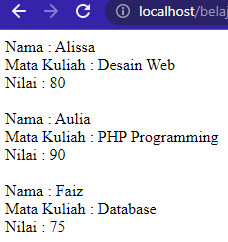 localhost/belaj
Nama : Alissa
Mata Kuliah : Desain Web
Nilai : 80
Nama : Aulia
Mata Kuliah : PHP Programming
Nilai : 90
Nama : Faiz
Mata Kuliah : Database
Nilai : 75